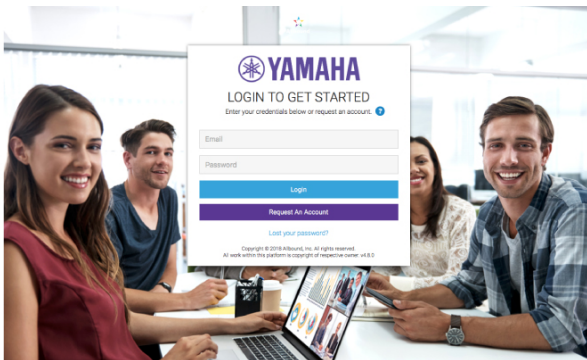 YAMAHA
LOGIN TO GET STARTED
Enter your credentials below or request an account. ?
Email
Password
Login
Request An Account
Lost your password?
Copyright © 2018 Allbound, Inc. All rights reserved.
All work within this platform is copyright of respective owner. v4.8.0